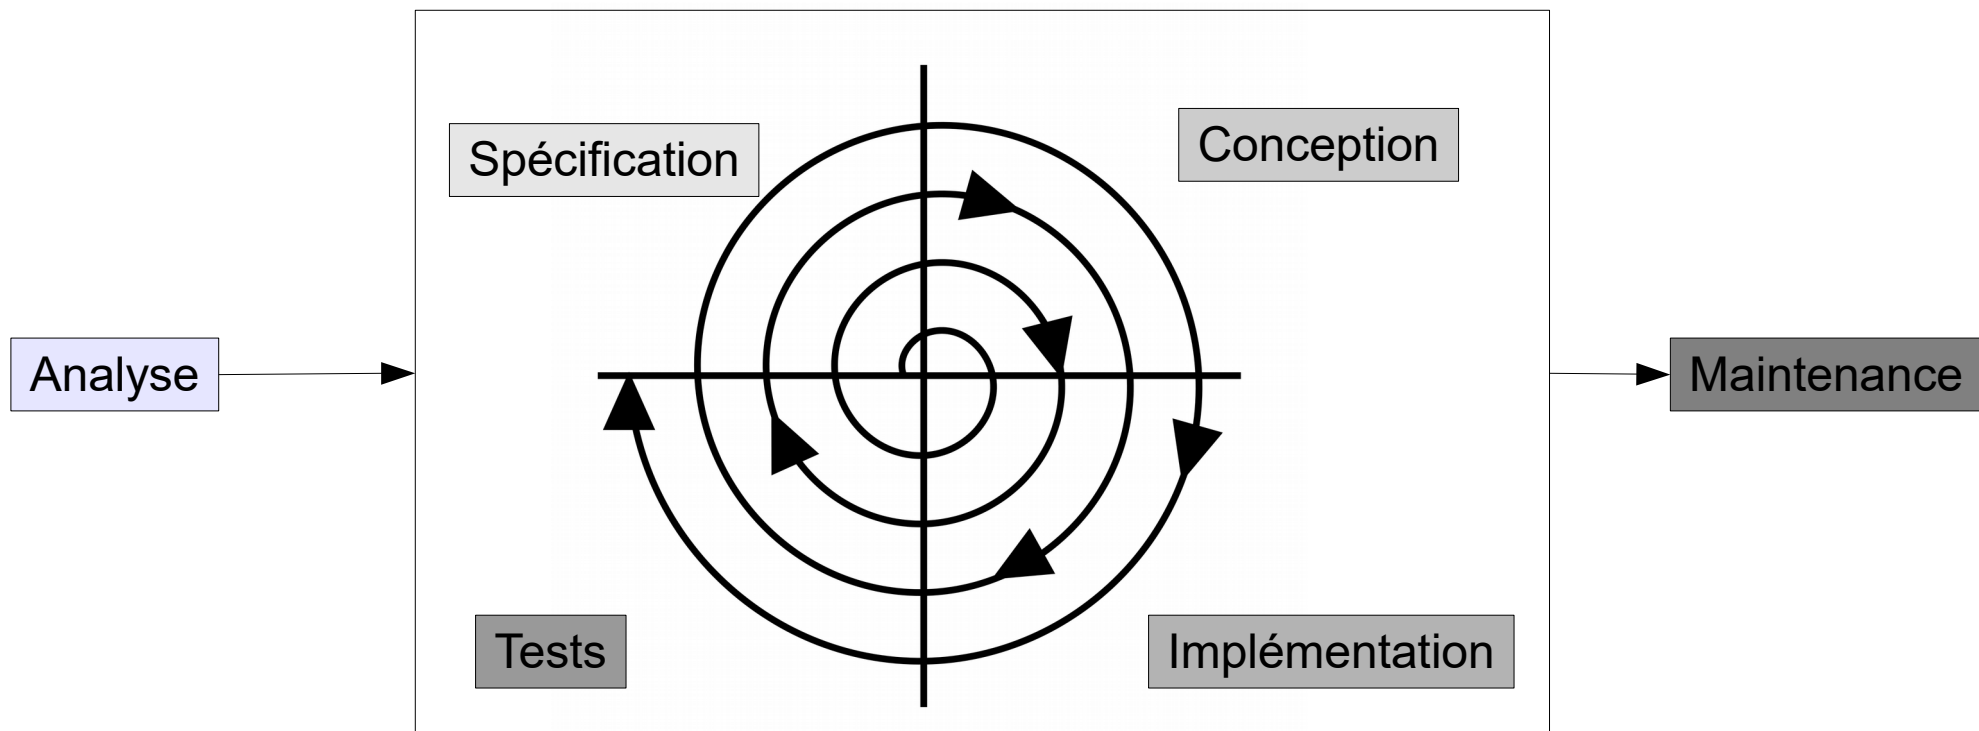 Spécification
Conception
Analyse
Maintenance
Tests
Implémentation